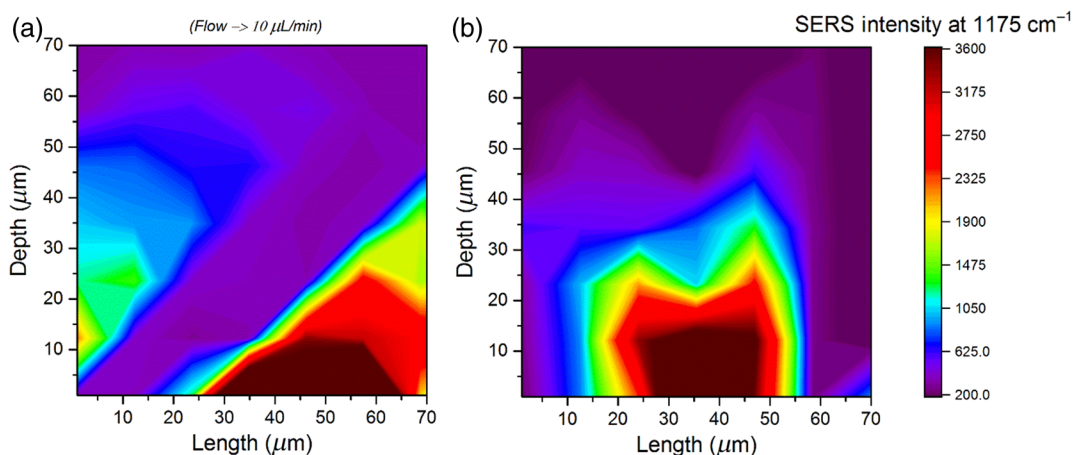 (a)
(Flow -> 10 μL/min)
(b)
SERS intensity at 1175 cm⁻¹
70
60
50
40
30
20
10
Depth (μm)
10 20 30 40 50 60 70
Length (μm)
70
60
50
40
30
20
10
Depth (μm)
10 20 30 40 50 60 70
Length (μm)
3600
3175
2750
2325
1900
1475
1050
625.0
200.0